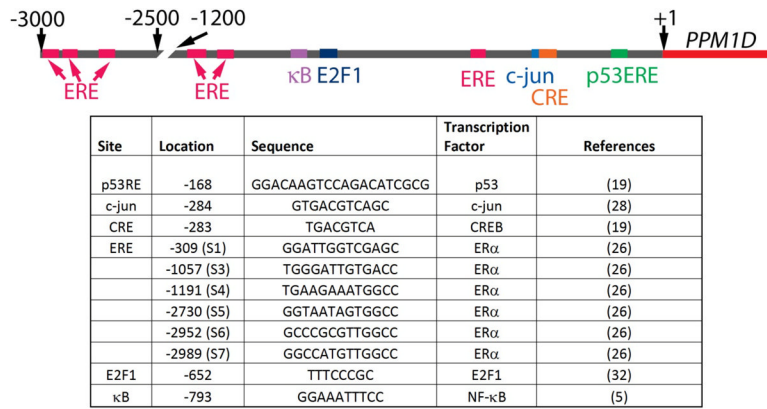 -3000 -2500 -1200 +1 PPM1D
ERE ERE κB E2F1 ERE c-jun p53ERE
CRE
Site Location Sequence Transcription Factor References
p53RE -168 GGACAAGTCCAGACATCGCG p53 (19)
c-jun -284 GTGACGTCAGC c-jun (28)
CRE -283 TGACGTCA CREB (19)
ERE -309 (S1) GGATTGGTCGAGC ERα (26)
-1057 (S3) TGGGATTGTGACC ERα (26)
-1191 (S4) TGAAGAAATGGCC ERα (26)
-2730 (S5) GGTAATAGTGGCC ERα (26)
-2952 (S6) GCCCGCGTTGGCC ERα (26)
-2989 (S7) GGCCATGTTGGCC ERα (26)
E2F1 -652 TTTCCCGC E2F1 (32)
κB -793 GGAAATTTCC NF-κB (5)